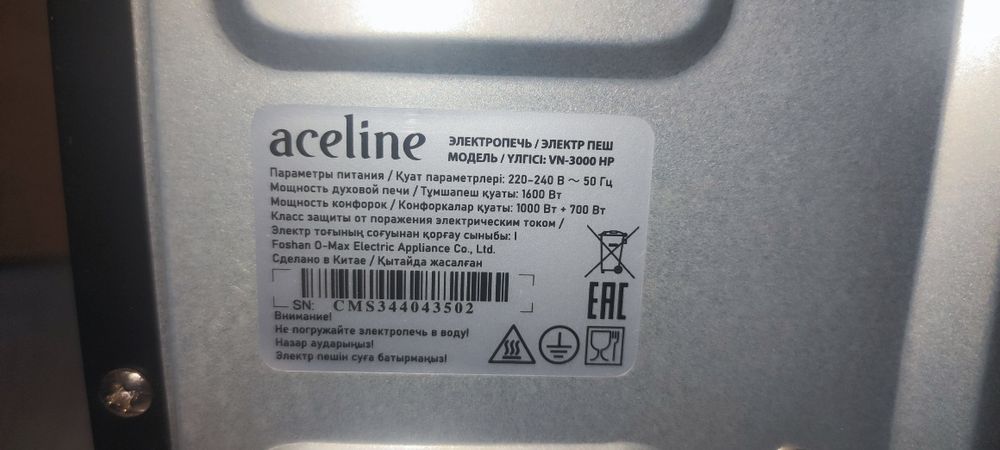 aceline
ЭЛЕКТРОПЕЧЬ / ЭЛЕКТР ПЕШ
МОДЕЛЬ / ҮЛГІСІ: VN-3000 HP
Параметры питания / Қуат параметрлері: 220-240 В ~ 50 Гц
Мощность духовой печи / Тұмшапеш қуаты: 1600 Вт
Мощность конфорок / Конфоркалар қуаты: 1000 Вт + 700 Вт
Класс защиты от поражения электрическим током /
Электр тоғының соғуынан қорғау сыныбы: I
Foshan O-Max Electric Appliance Co., Ltd.
Сделано в Китае / Қытайда жасалған
SN: CMS344043502
Внимание!
Не погружайте электропечь в воду!
Назар аударыңыз!
Электр пешін суға батырмаңыз!
EAC